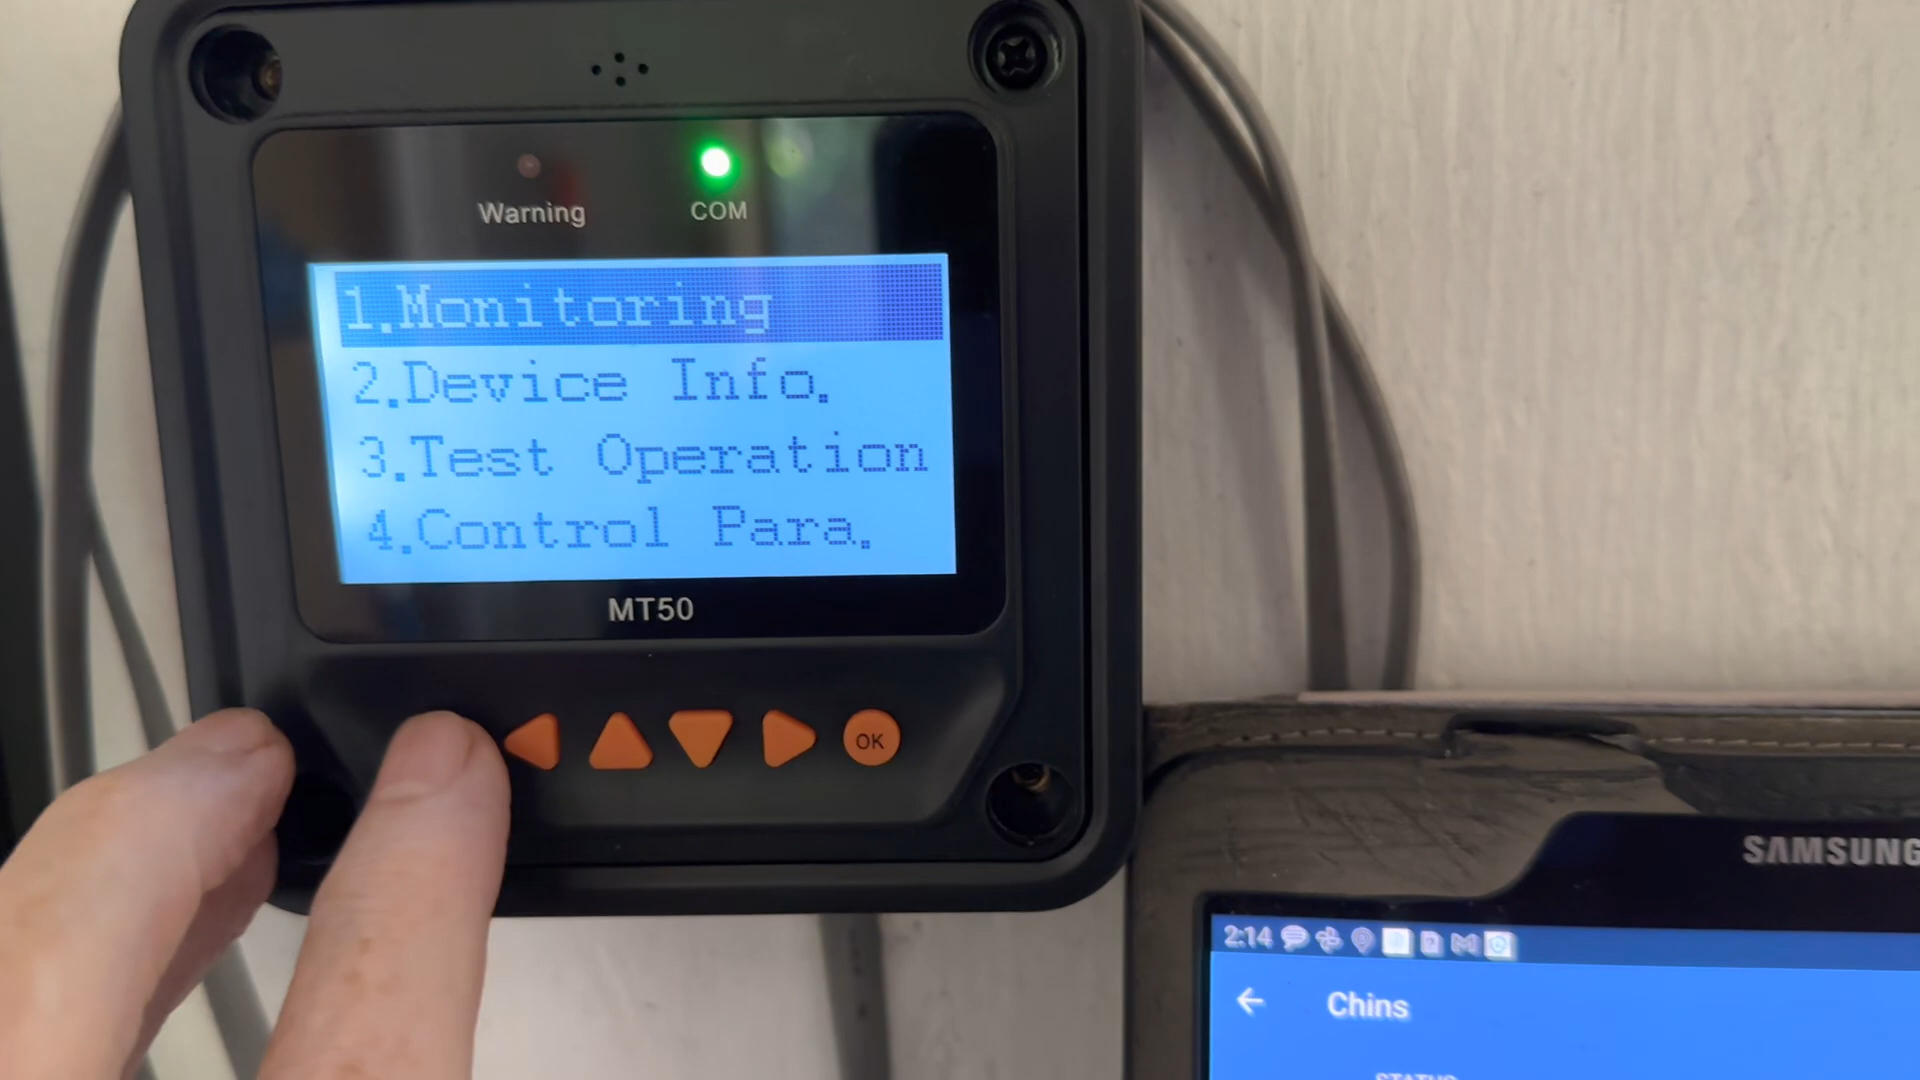 Warning COM
1.Monitoring
2.Device Info.
3.Test Operation
4.Control Para.
MT50
OK
SAMSUNG
2:14
Chins
STATUS